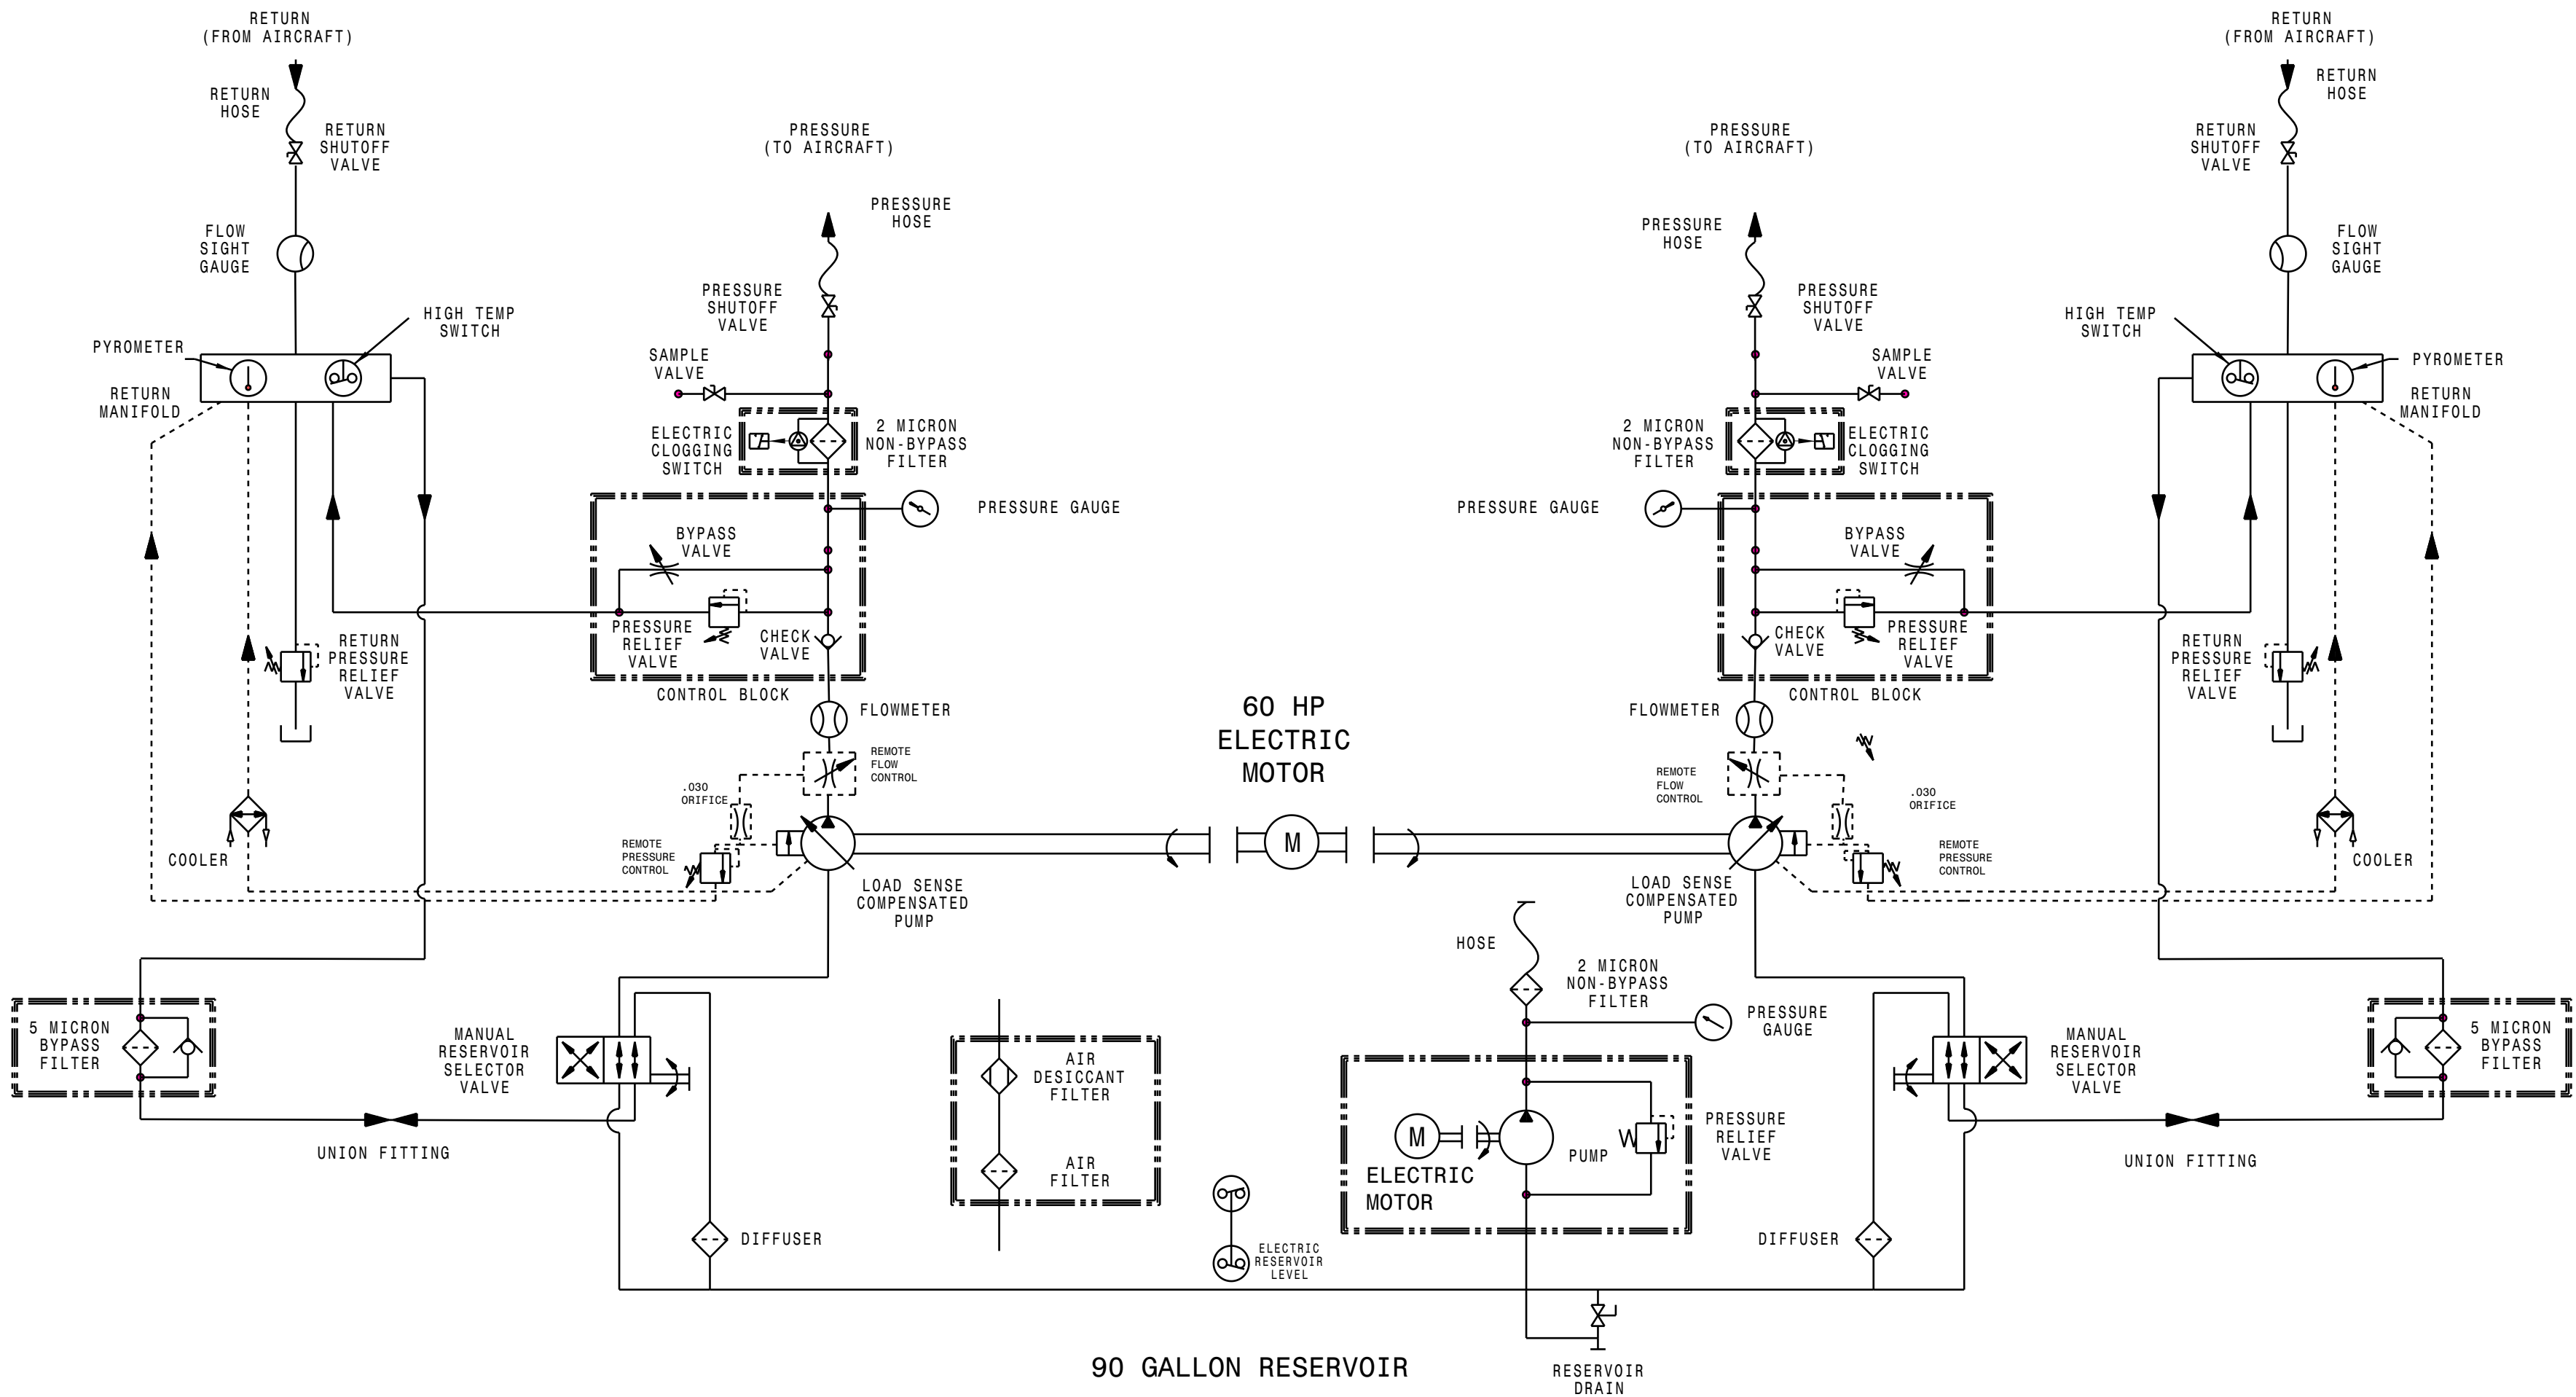 RETURN
(FROM AIRCRAFT)
RETURN
HOSE
RETURN
SHUTOFF
VALVE
FLOW
SIGHT
GAUGE
HIGH TEMP
SWITCH
PYROMETER
RETURN
MANIFOLD
RETURN
PRESSURE
RELIEF
VALVE
COOLER
PRESSURE
(TO AIRCRAFT)
PRESSURE
HOSE
PRESSURE
SHUTOFF
VALVE
SAMPLE
VALVE
ELECTRIC
CLOGGING
SWITCH
2 MICRON
NON-BYPASS
FILTER
PRESSURE GAUGE
BYPASS
VALVE
PRESSURE
RELIEF
VALVE
CHECK
VALVE
CONTROL BLOCK
FLOWMETER
REMOTE
FLOW
CONTROL
.030
ORIFICE
REMOTE
PRESSURE
CONTROL
LOAD SENSE
COMPENSATED
PUMP
5 MICRON
BYPASS
FILTER
MANUAL
RESERVOIR
SELECTOR
VALVE
UNION FITTING
DIFFUSER
AIR
DESICCANT
FILTER
AIR
FILTER
ELECTRIC
RESERVOIR
LEVEL
60 HP
ELECTRIC
MOTOR
M
HOSE
2 MICRON
NON-BYPASS
FILTER
PRESSURE
GAUGE
M
ELECTRIC
MOTOR
PUMP
PRESSURE
RELIEF
VALVE
RESERVOIR
DRAIN
90 GALLON RESERVOIR
PRESSURE
(TO AIRCRAFT)
PRESSURE
HOSE
PRESSURE
SHUTOFF
VALVE
SAMPLE
VALVE
2 MICRON
NON-BYPASS
FILTER
ELECTRIC
CLOGGING
SWITCH
PRESSURE GAUGE
BYPASS
VALVE
CHECK
VALVE
PRESSURE
RELIEF
VALVE
CONTROL BLOCK
FLOWMETER
REMOTE
FLOW
CONTROL
.030
ORIFICE
REMOTE
PRESSURE
CONTROL
LOAD SENSE
COMPENSATED
PUMP
RETURN
(FROM AIRCRAFT)
RETURN
HOSE
RETURN
SHUTOFF
VALVE
FLOW
SIGHT
GAUGE
HIGH TEMP
SWITCH
PYROMETER
RETURN
MANIFOLD
RETURN
PRESSURE
RELIEF
VALVE
COOLER
MANUAL
RESERVOIR
SELECTOR
VALVE
5 MICRON
BYPASS
FILTER
UNION FITTING
DIFFUSER